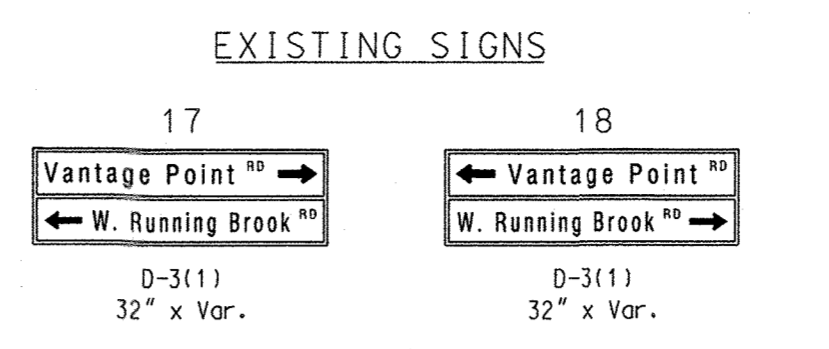 EXISTING SIGNS
17
Vantage Point RD →
← W. Running Brook RD
D-3(1)
32" x Var.
18
← Vantage Point RD
W. Running Brook RD →
D-3(1)
32" x Var.